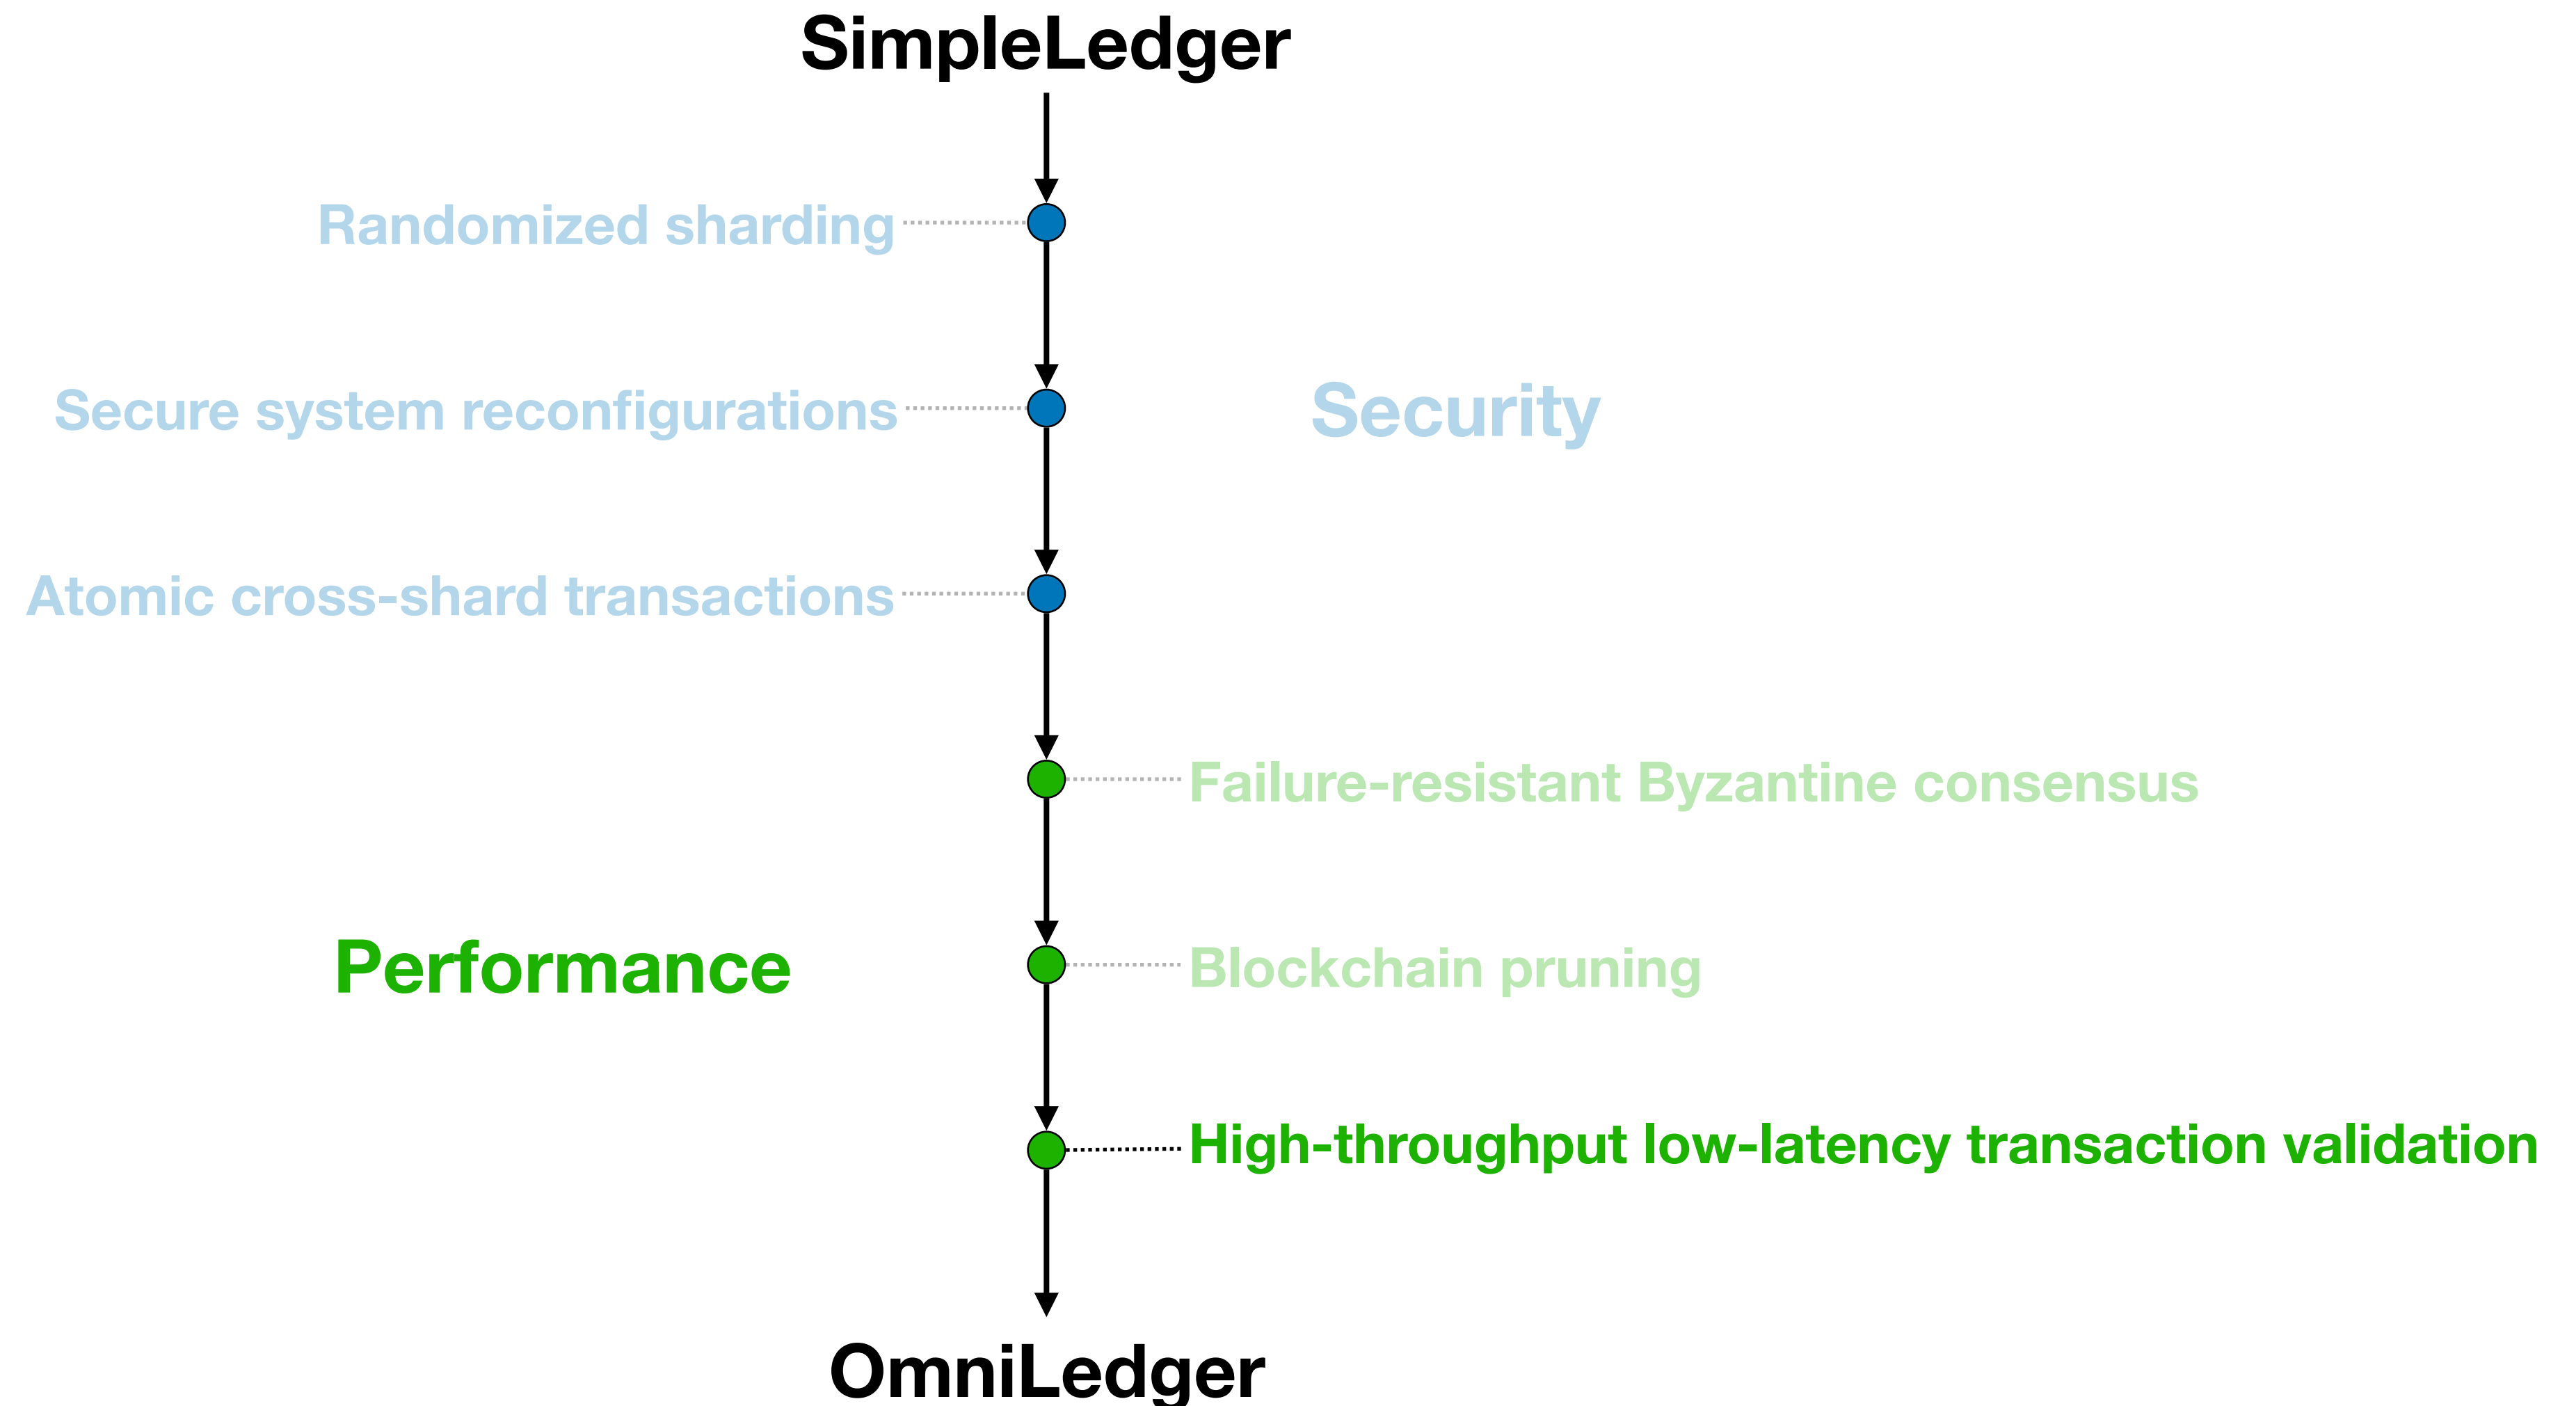 SimpleLedger
Randomized sharding
Secure system reconfigurations
Security
Atomic cross-shard transactions
Failure-resistant Byzantine consensus
Performance
Blockchain pruning
High-throughput low-latency transaction validation
OmniLedger